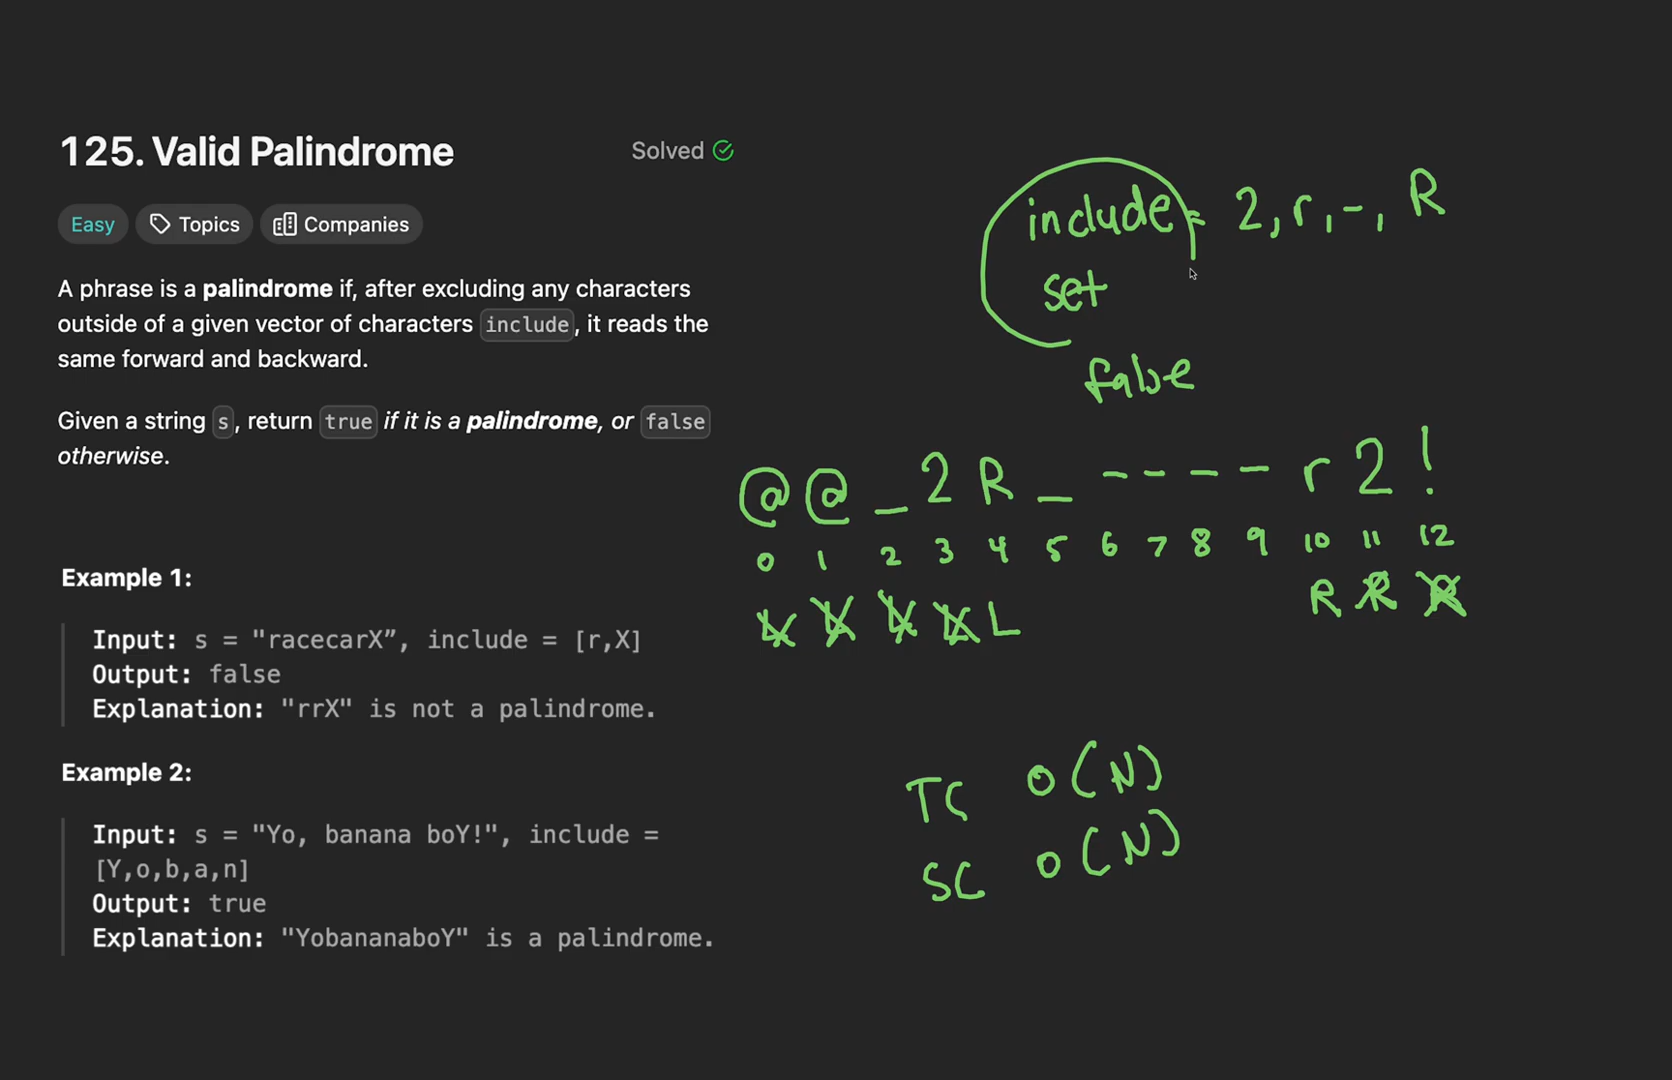 125. Valid Palindrome
Solved
Easy
Topics
Companies
A phrase is a palindrome if, after excluding any characters
outside of a given vector of characters include, it reads the
same forward and backward.
Given a string s, return true if it is a palindrome, or false
otherwise.
Example 1:
Input: s = "racecarX”, include = [r,X]
Output: false
Explanation: "rrX" is not a palindrome.
Example 2:
Input: s = "Yo, banana boY!", include =
[Y,o,b,a,n]
Output: true
Explanation: "YobananaboY" is a palindrome.
include = 2, r, -, R
set
false
@ @ _ 2 R _ - - - - r 2 !
0 1 2 3 4 5 6 7 8 9 10 11 12
L L L L L R R R
TC O(N)
SC O(N)